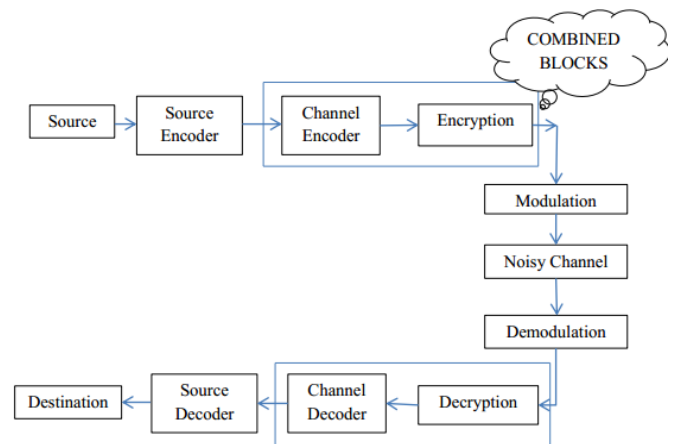 COMBINED
BLOCKS
Source
Source
Encoder
Channel
Encoder
Encryption
Modulation
Noisy Channel
Demodulation
Destination
Source
Decoder
Channel
Decoder
Decryption